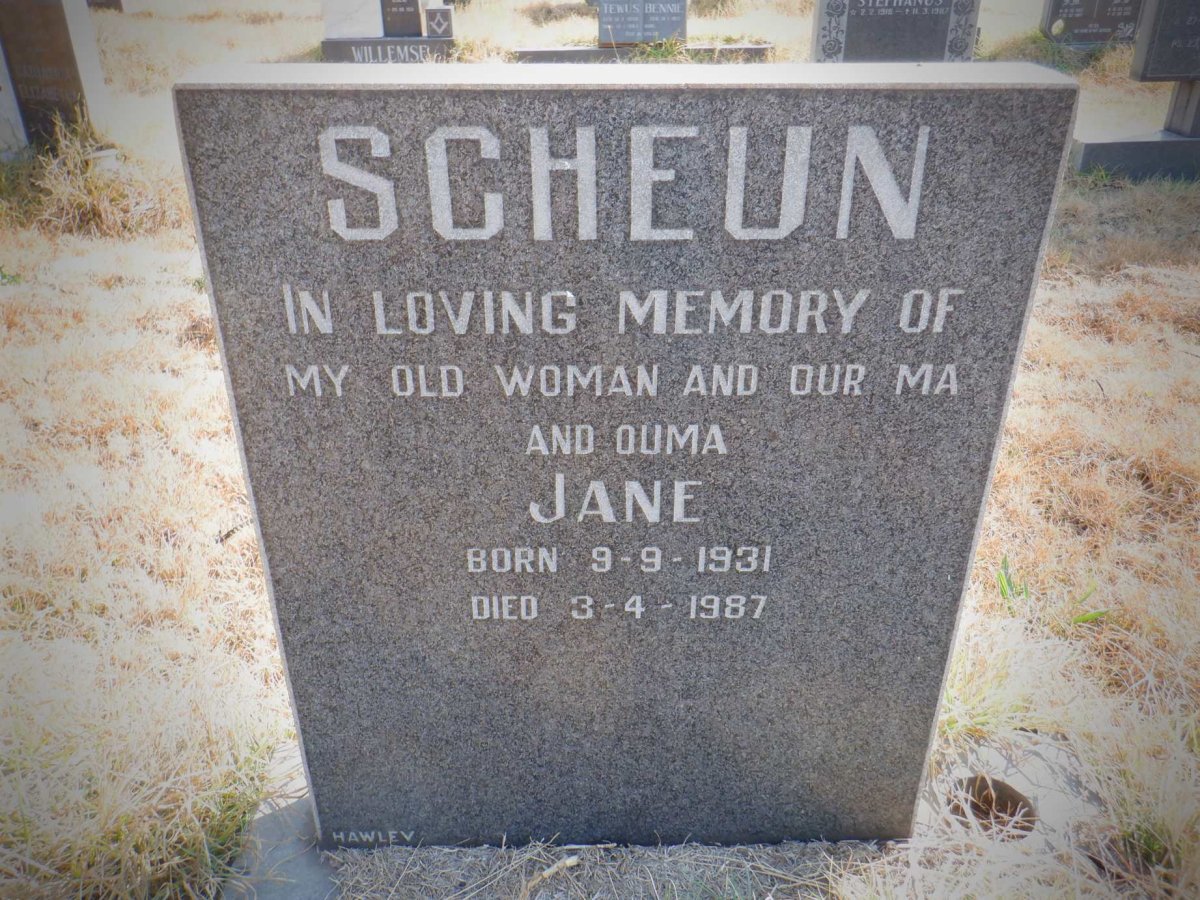 TEWUS BENNIE
STEPHANUS
WILLEMSE
SCHEUN
IN LOVING MEMORY OF
MY OLD WOMAN AND OUR MA
AND OUMA
JANE
BORN 9-9-1931
DIED 3-4-1987
HAWLEY